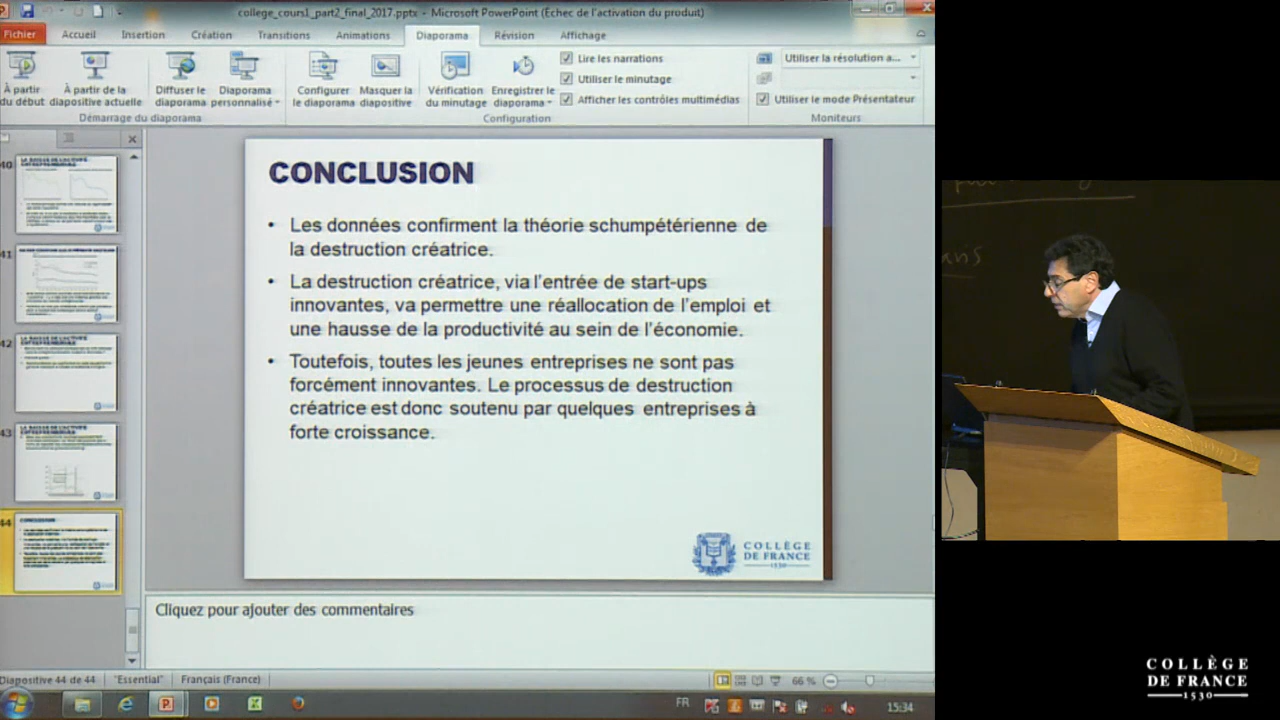 college_cours1_part2_final_2017.pptx - Microsoft PowerPoint (Échec de l'activation du produit)
Fichier Accueil Insertion Création Transitions Animations Diaporama Révision Affichage
À partir du début
À partir de la diapositive actuelle
Diffuser le diaporama
Diaporama personnalisé
Configurer le diaporama
Masquer la diapositive
Vérification du minutage
Enregistrer le diaporama
Lire les narrations
Utiliser le minutage
Afficher les contrôles multimédias
Utiliser la résolution a...
Utiliser le mode Présentateur
Démarrage du diaporama
Configuration
Moniteurs
40
41
42
43
44
CONCLUSION
• Les données confirment la théorie schumpétérienne de
la destruction créatrice.
• La destruction créatrice, via l'entrée de start-ups
innovantes, va permettre une réallocation de l'emploi et
une hausse de la productivité au sein de l'économie.
• Toutefois, toutes les jeunes entreprises ne sont pas
forcément innovantes. Le processus de destruction
créatrice est donc soutenu par quelques entreprises à
forte croissance.
COLLÈGE
DE FRANCE
1530
Cliquez pour ajouter des commentaires
Diapositive 44 de 44 "Essential" Français (France) 66 %
FR 15:34
COLLÈGE
DE FRANCE
1530